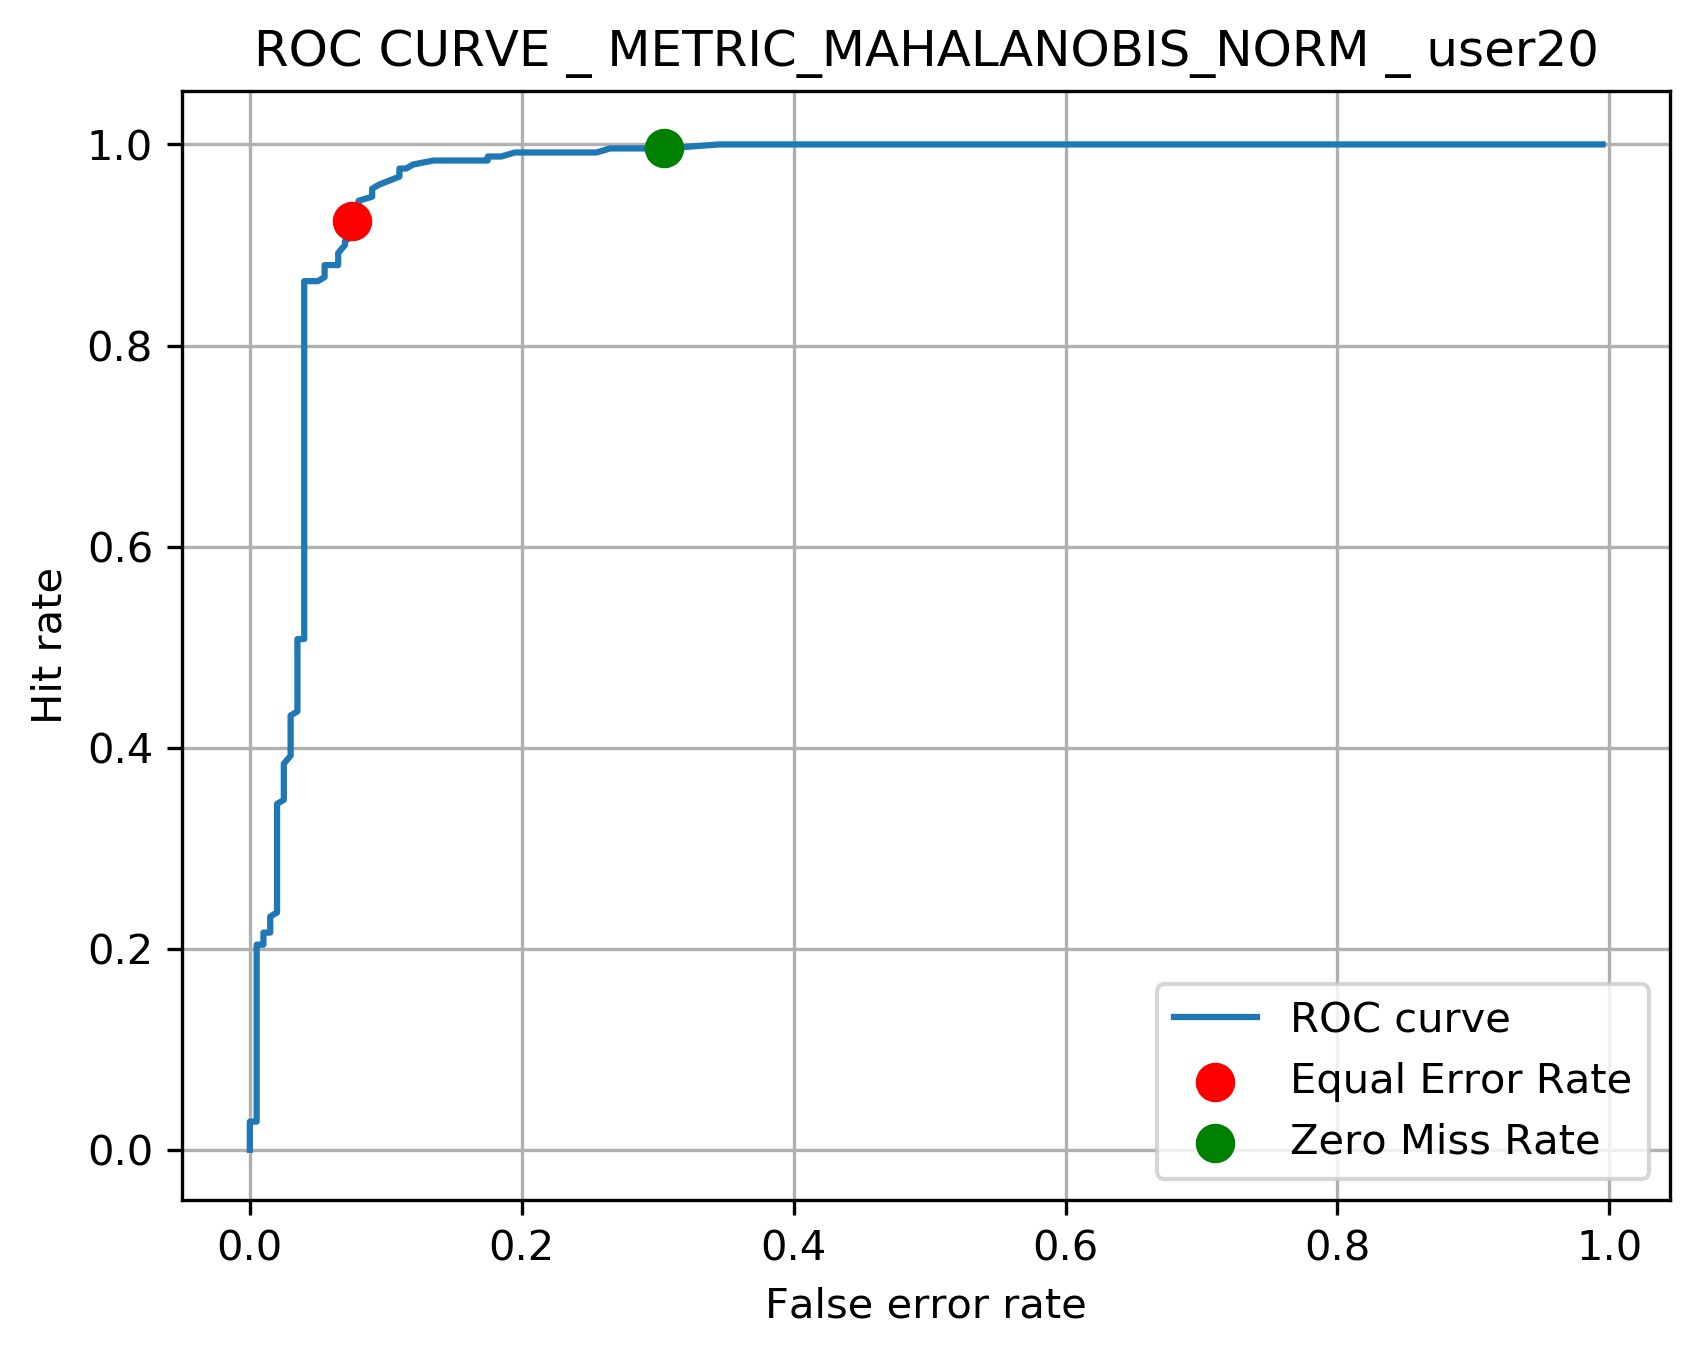 ROC CURVE _ METRIC_MAHALANOBIS_NORM _ user20
1.0
0.8
0.6
0.4
0.2
0.0
Hit rate
ROC curve
Equal Error Rate
Zero Miss Rate
0.0 0.2 0.4 0.6 0.8 1.0
False error rate